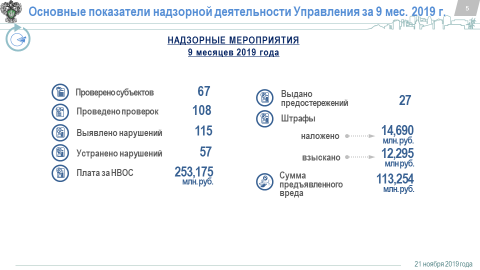 Основные показатели надзорной деятельности Управления за 9 мес. 2019 г.
5
НАДЗОРНЫЕ МЕРОПРИЯТИЯ
9 месяцев 2019 года
Проверено субъектов 67
Проведено проверок 108
Выявлено нарушений 115
Устранено нарушений 57
Плата за НВОС 253,175
млн.руб.
Выдано
предостережений 27
Штрафы
наложено 14,690
млн.руб.
взыскано 12,295
млн.руб.
Сумма
предъявленного
вреда
113,254
млн.руб.
21 ноября 2019 года